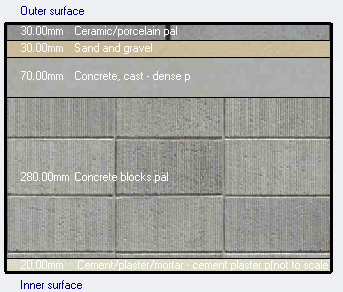 Outer surface
30.00mm Ceramic/porcelain pal
30.00mm Sand and gravel
70.00mm Concrete, cast - dense p
280.00mm Concrete blocks pal
20.00mm Cement/plaster/mortar - cement plaster p(not to scale
Inner surface